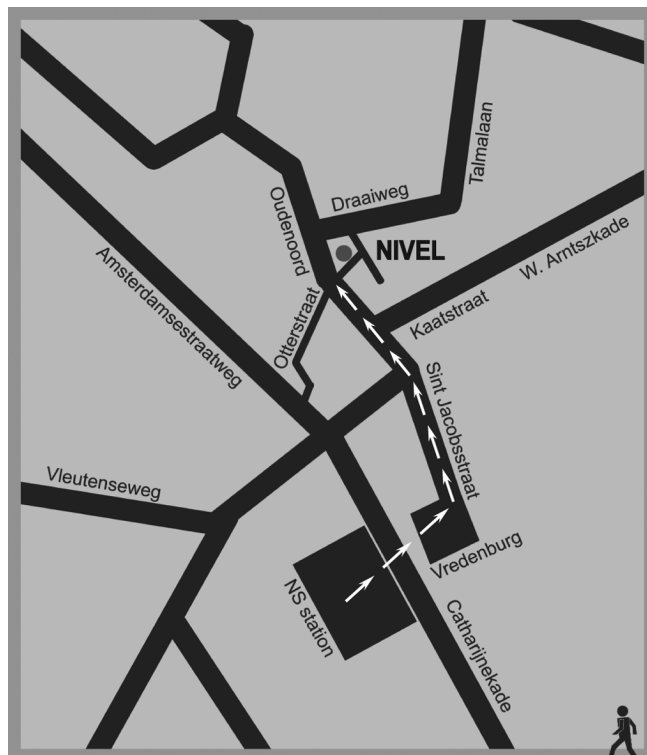 Talmalaan
Draaiweg
Oudenoord
NIVEL
W. Arntszkade
Kaatstraat
Amsterdamsestraatweg
Otterstraat
Sint Jacobsstraat
Vleutenseweg
Vredenburg
NS station
Catharijnekade